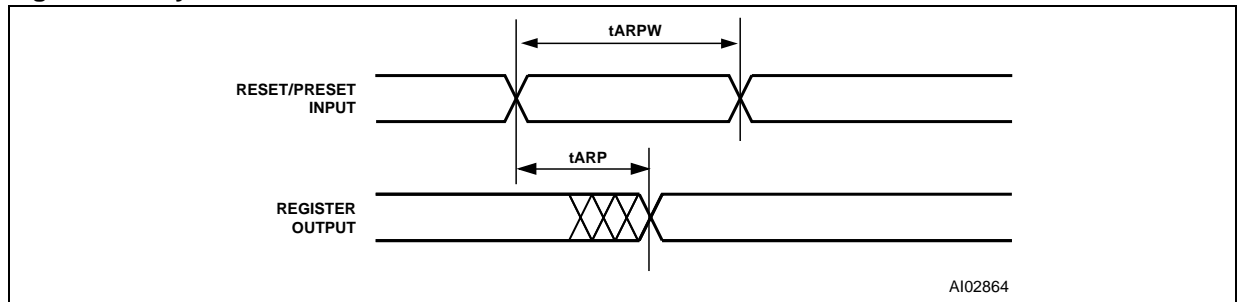 tARPW
RESET/PRESET
INPUT
tARP
REGISTER
OUTPUT
AI02864